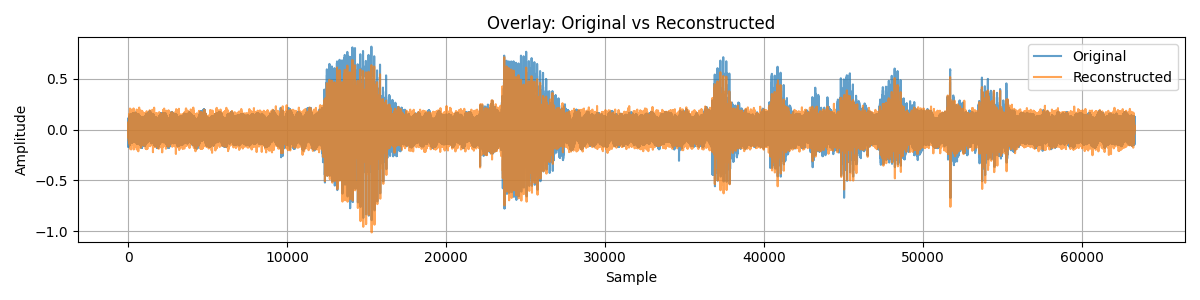 Overlay: Original vs Reconstructed
Original
Reconstructed
Amplitude
0.5
0.0
−0.5
−1.0
0 10000 20000 30000 40000 50000 60000
Sample